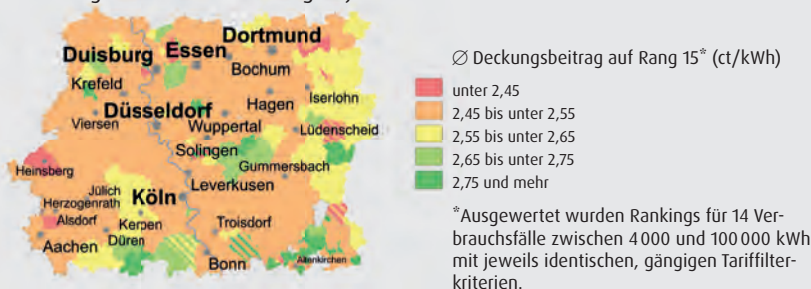 Duisburg Essen Dortmund
Krefeld Bochum
Düsseldorf Hagen Iserlohn
Viersen Wuppertal Lüdenscheid
Solingen
Heinsberg Gummersbach
Jülich Leverkusen
Herzogenrath Köln
Alsdorf Kerpen Troisdorf
Aachen Düren
Bonn Altenkirchen
∅ Deckungsbeitrag auf Rang 15* (ct/kWh)
unter 2,45
2,45 bis unter 2,55
2,55 bis unter 2,65
2,65 bis unter 2,75
2,75 und mehr
*Ausgewertet wurden Rankings für 14 Ver-
brauchsfälle zwischen 4 000 und 100 000 kWh
mit jeweils identischen, gängigen Tariffilter-
kriterien.